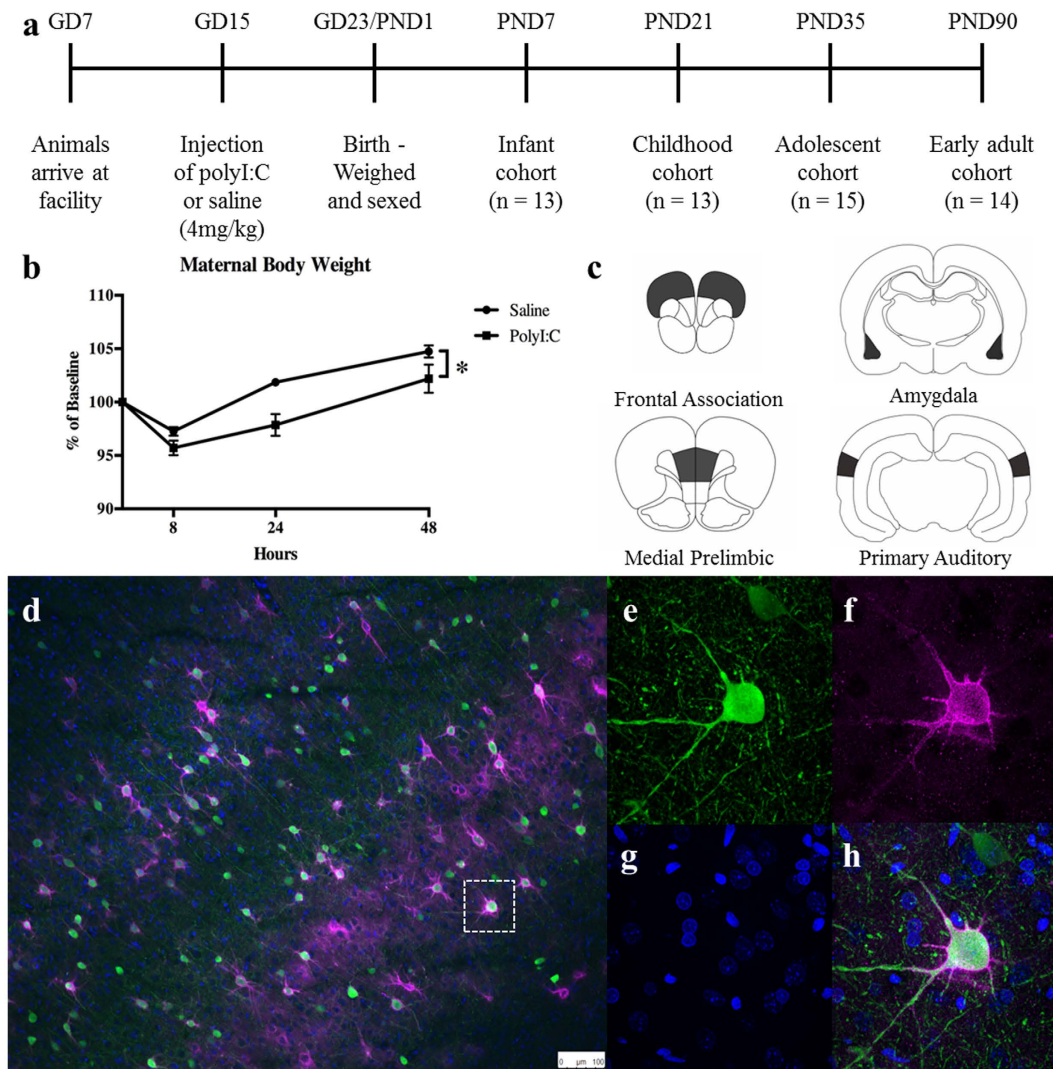 a
GD7 GD15 GD23/PND1 PND7 PND21 PND35 PND90
Animals arrive at facility
Injection of polyI:C or saline (4mg/kg)
Birth - Weighed and sexed
Infant cohort (n = 13)
Childhood cohort (n = 13)
Adolescent cohort (n = 15)
Early adult cohort (n = 14)
b
Maternal Body Weight
% of Baseline
110
105
100
95
90
8 24 48
Hours
Saline
PolyI:C
*
c
Frontal Association
Amygdala
Medial Prelimbic
Primary Auditory
d
0 µm 100
e
f
g
h